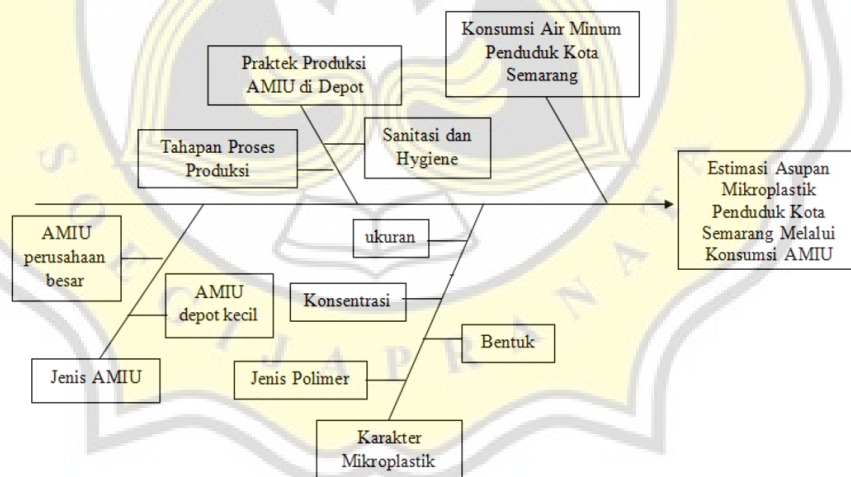 Konsumsi Air Minum
Penduduk Kota
Semarang
Praktek Produksi
AMIU di Depot
Tahapan Proses
Produksi
Sanitasi dan
Hygiene
Estimasi Asupan
Mikroplastik
Penduduk Kota
Semarang Melalui
Konsumsi AMIU
AMIU
perusahaan
besar
AMIU
depot kecil
Jenis AMIU
ukuran
Konsentrasi
Bentuk
Jenis Polimer
Karakter
Mikroplastik
SOEGIJAPRANATA